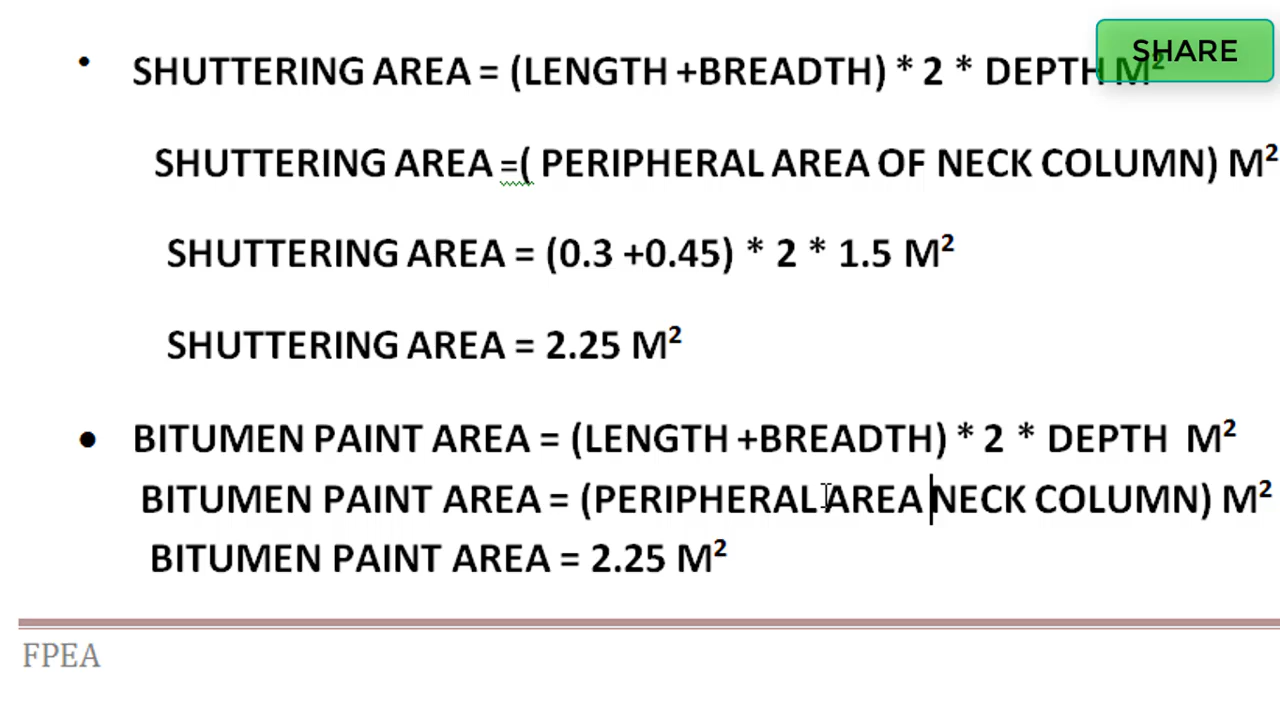 SHARE
• SHUTTERING AREA = (LENGTH +BREADTH) * 2 * DEPTH M²
SHUTTERING AREA =( PERIPHERAL AREA OF NECK COLUMN) M²
SHUTTERING AREA = (0.3 +0.45) * 2 * 1.5 M²
SHUTTERING AREA = 2.25 M²
• BITUMEN PAINT AREA = (LENGTH +BREADTH) * 2 * DEPTH M²
BITUMEN PAINT AREA = (PERIPHERAL AREA NECK COLUMN) M²
BITUMEN PAINT AREA = 2.25 M²
FPEA